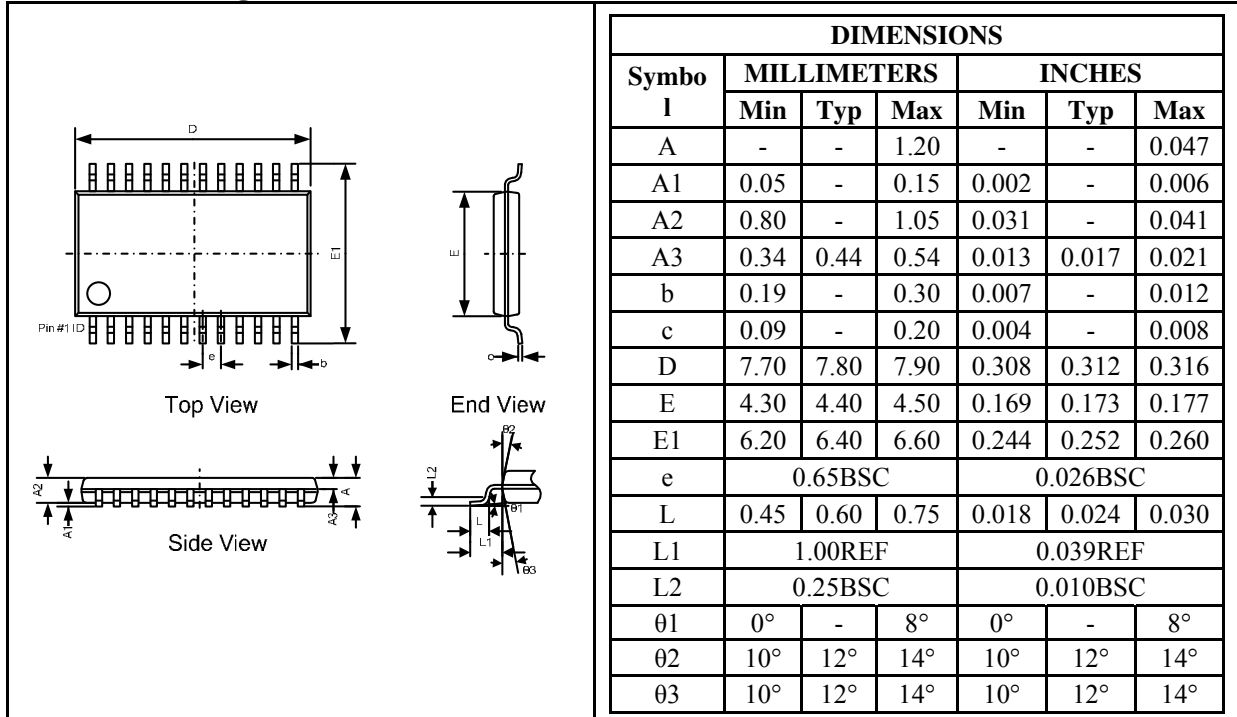 D
E1
E
Pin #1 ID
e
b
c
Top View
End View
A2
A1
A3
A
Side View
θ2
L2
θ1
L
L1
θ3
DIMENSIONS
Symbo
l
MILLIMETERS INCHES
Min Typ Max Min Typ Max
A - - 1.20 - - 0.047
A1 0.05 - 0.15 0.002 - 0.006
A2 0.80 - 1.05 0.031 - 0.041
A3 0.34 0.44 0.54 0.013 0.017 0.021
b 0.19 - 0.30 0.007 - 0.012
c 0.09 - 0.20 0.004 - 0.008
D 7.70 7.80 7.90 0.308 0.312 0.316
E 4.30 4.40 4.50 0.169 0.173 0.177
E1 6.20 6.40 6.60 0.244 0.252 0.260
e 0.65BSC 0.026BSC
L 0.45 0.60 0.75 0.018 0.024 0.030
L1 1.00REF 0.039REF
L2 0.25BSC 0.010BSC
θ1 0° - 8° 0° - 8°
θ2 10° 12° 14° 10° 12° 14°
θ3 10° 12° 14° 10° 12° 14°